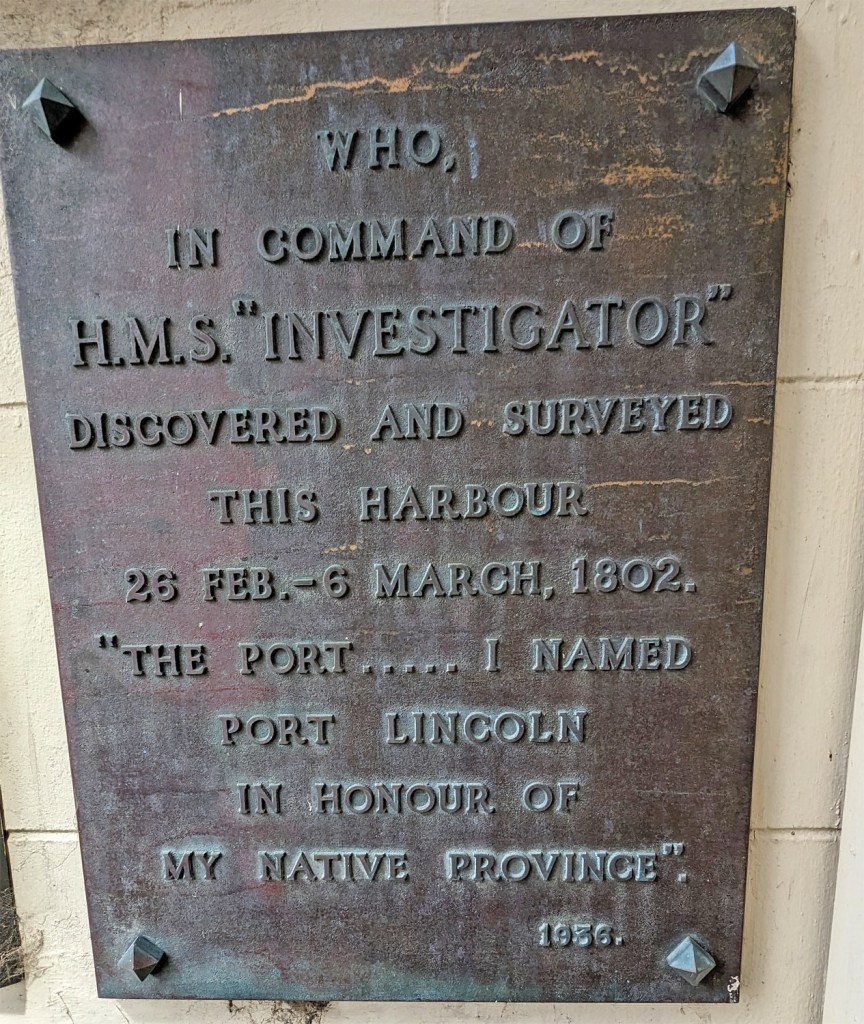 WHO,
IN COMMAND OF
H.M.S. "INVESTIGATOR"
DISCOVERED AND SURVEYED
THIS HARBOUR
26 FEB.-6 MARCH, 1802.
"THE PORT..... I NAMED
PORT LINCOLN
IN HONOUR OF
MY NATIVE PROVINCE".
1936.